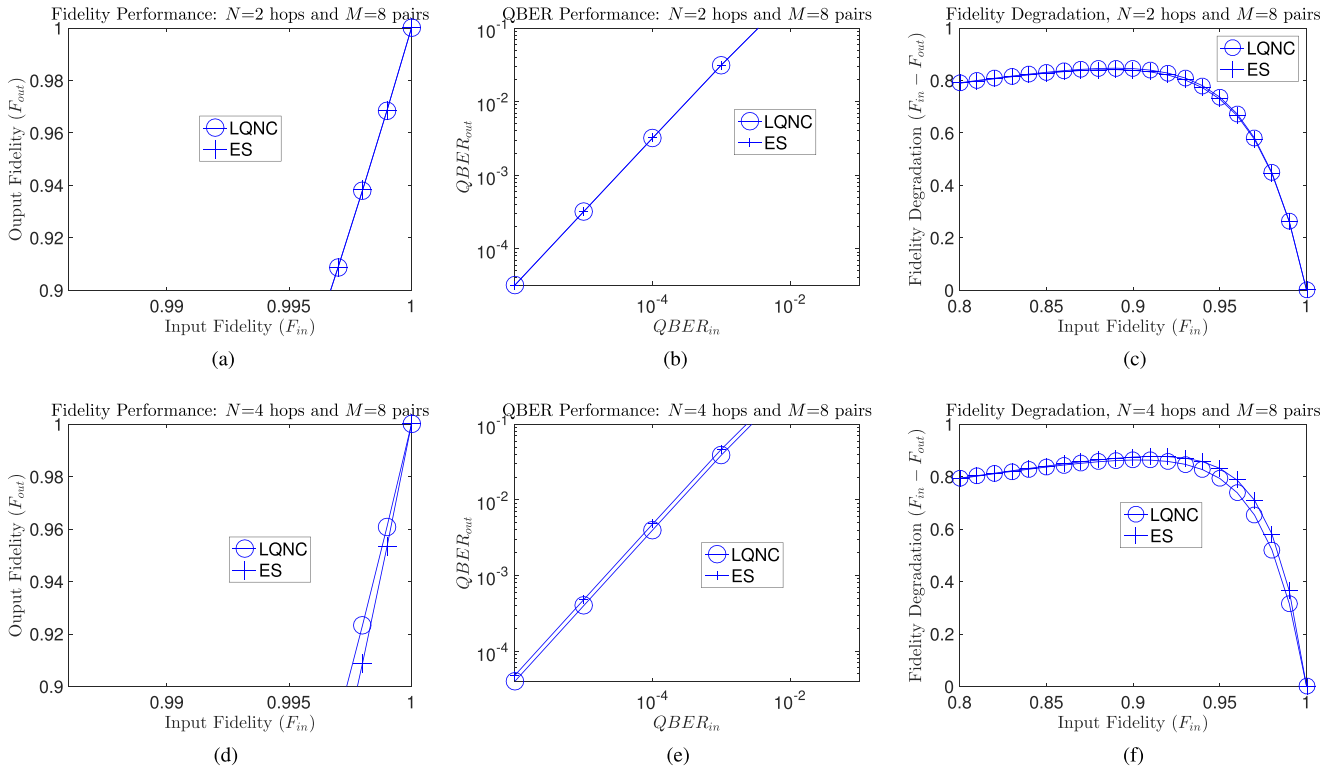 Fidelity Performance: N=2 hops and M=8 pairs
1
0.98
0.96
0.94
0.92
0.9
Ouput Fidelity (F_out)
LQNC
ES
0.99
0.995
1
Input Fidelity (F_in)
(a)
QBER Performance: N=2 hops and M=8 pairs
10^-1
10^-2
10^-3
10^-4
QBER_out
LQNC
ES
10^-4
10^-2
QBER_in
(b)
Fidelity Degradation, N=2 hops and M=8 pairs
1
0.8
0.6
0.4
0.2
0
Fidelity Degradation (F_in − F_out)
LQNC
ES
0.8
0.85
0.9
0.95
1
Input Fidelity (F_in)
(c)
Fidelity Performance: N=4 hops and M=8 pairs
1
0.98
0.96
0.94
0.92
0.9
Ouput Fidelity (F_out)
LQNC
ES
0.99
0.995
1
Input Fidelity (F_in)
(d)
QBER Performance: N=4 hops and M=8 pairs
10^-1
10^-2
10^-3
10^-4
QBER_out
LQNC
ES
10^-4
10^-2
QBER_in
(e)
Fidelity Degradation, N=4 hops and M=8 pairs
1
0.8
0.6
0.4
0.2
0
Fidelity Degradation (F_in − F_out)
LQNC
ES
0.8
0.85
0.9
0.95
1
Input Fidelity (F_in)
(f)